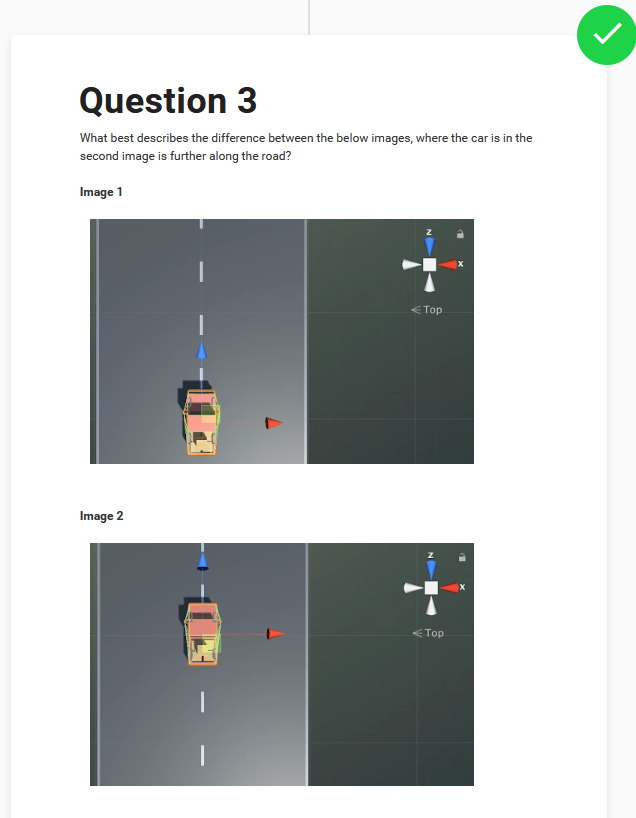 Question 3
What best describes the difference between the below images, where the car is in the
second image is further along the road?
Image 1
z
x
Top
Image 2
z
x
Top